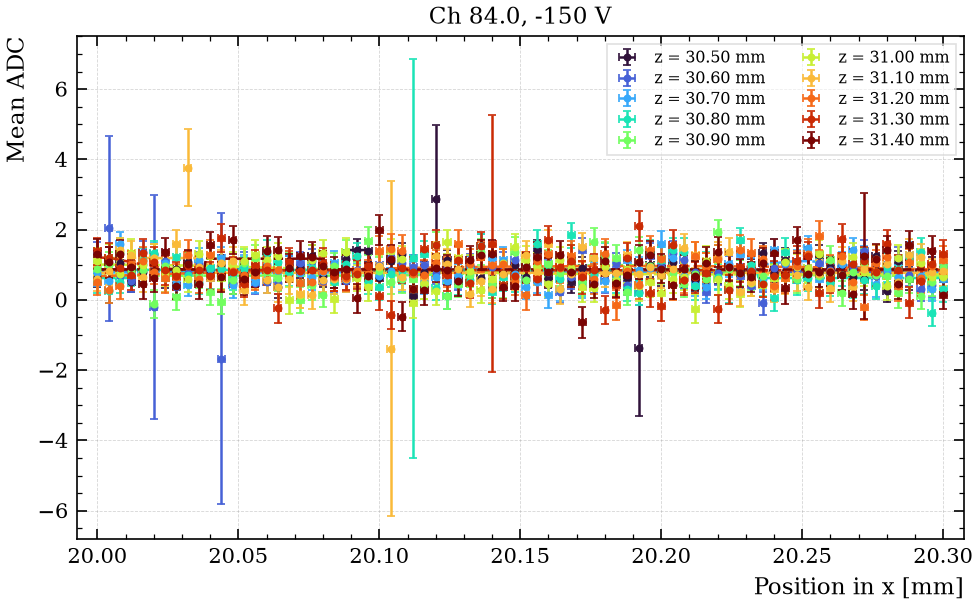 Ch 84.0, -150 V
Mean ADC
6
4
2
0
−2
−4
−6
z = 30.50 mm
z = 30.60 mm
z = 30.70 mm
z = 30.80 mm
z = 30.90 mm
z = 31.00 mm
z = 31.10 mm
z = 31.20 mm
z = 31.30 mm
z = 31.40 mm
20.00 20.05 20.10 20.15 20.20 20.25 20.30
Position in x [mm]